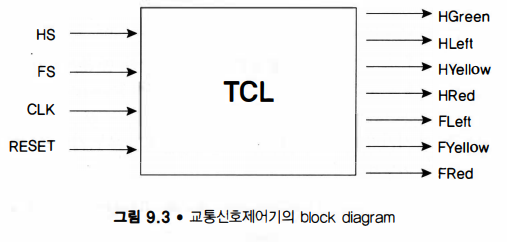 HS
FS
CLK
RESET
TCL
HGreen
HLeft
HYellow
HRed
FLeft
FYellow
FRed
그림 9.3 • 교통신호제어기의 block diagram